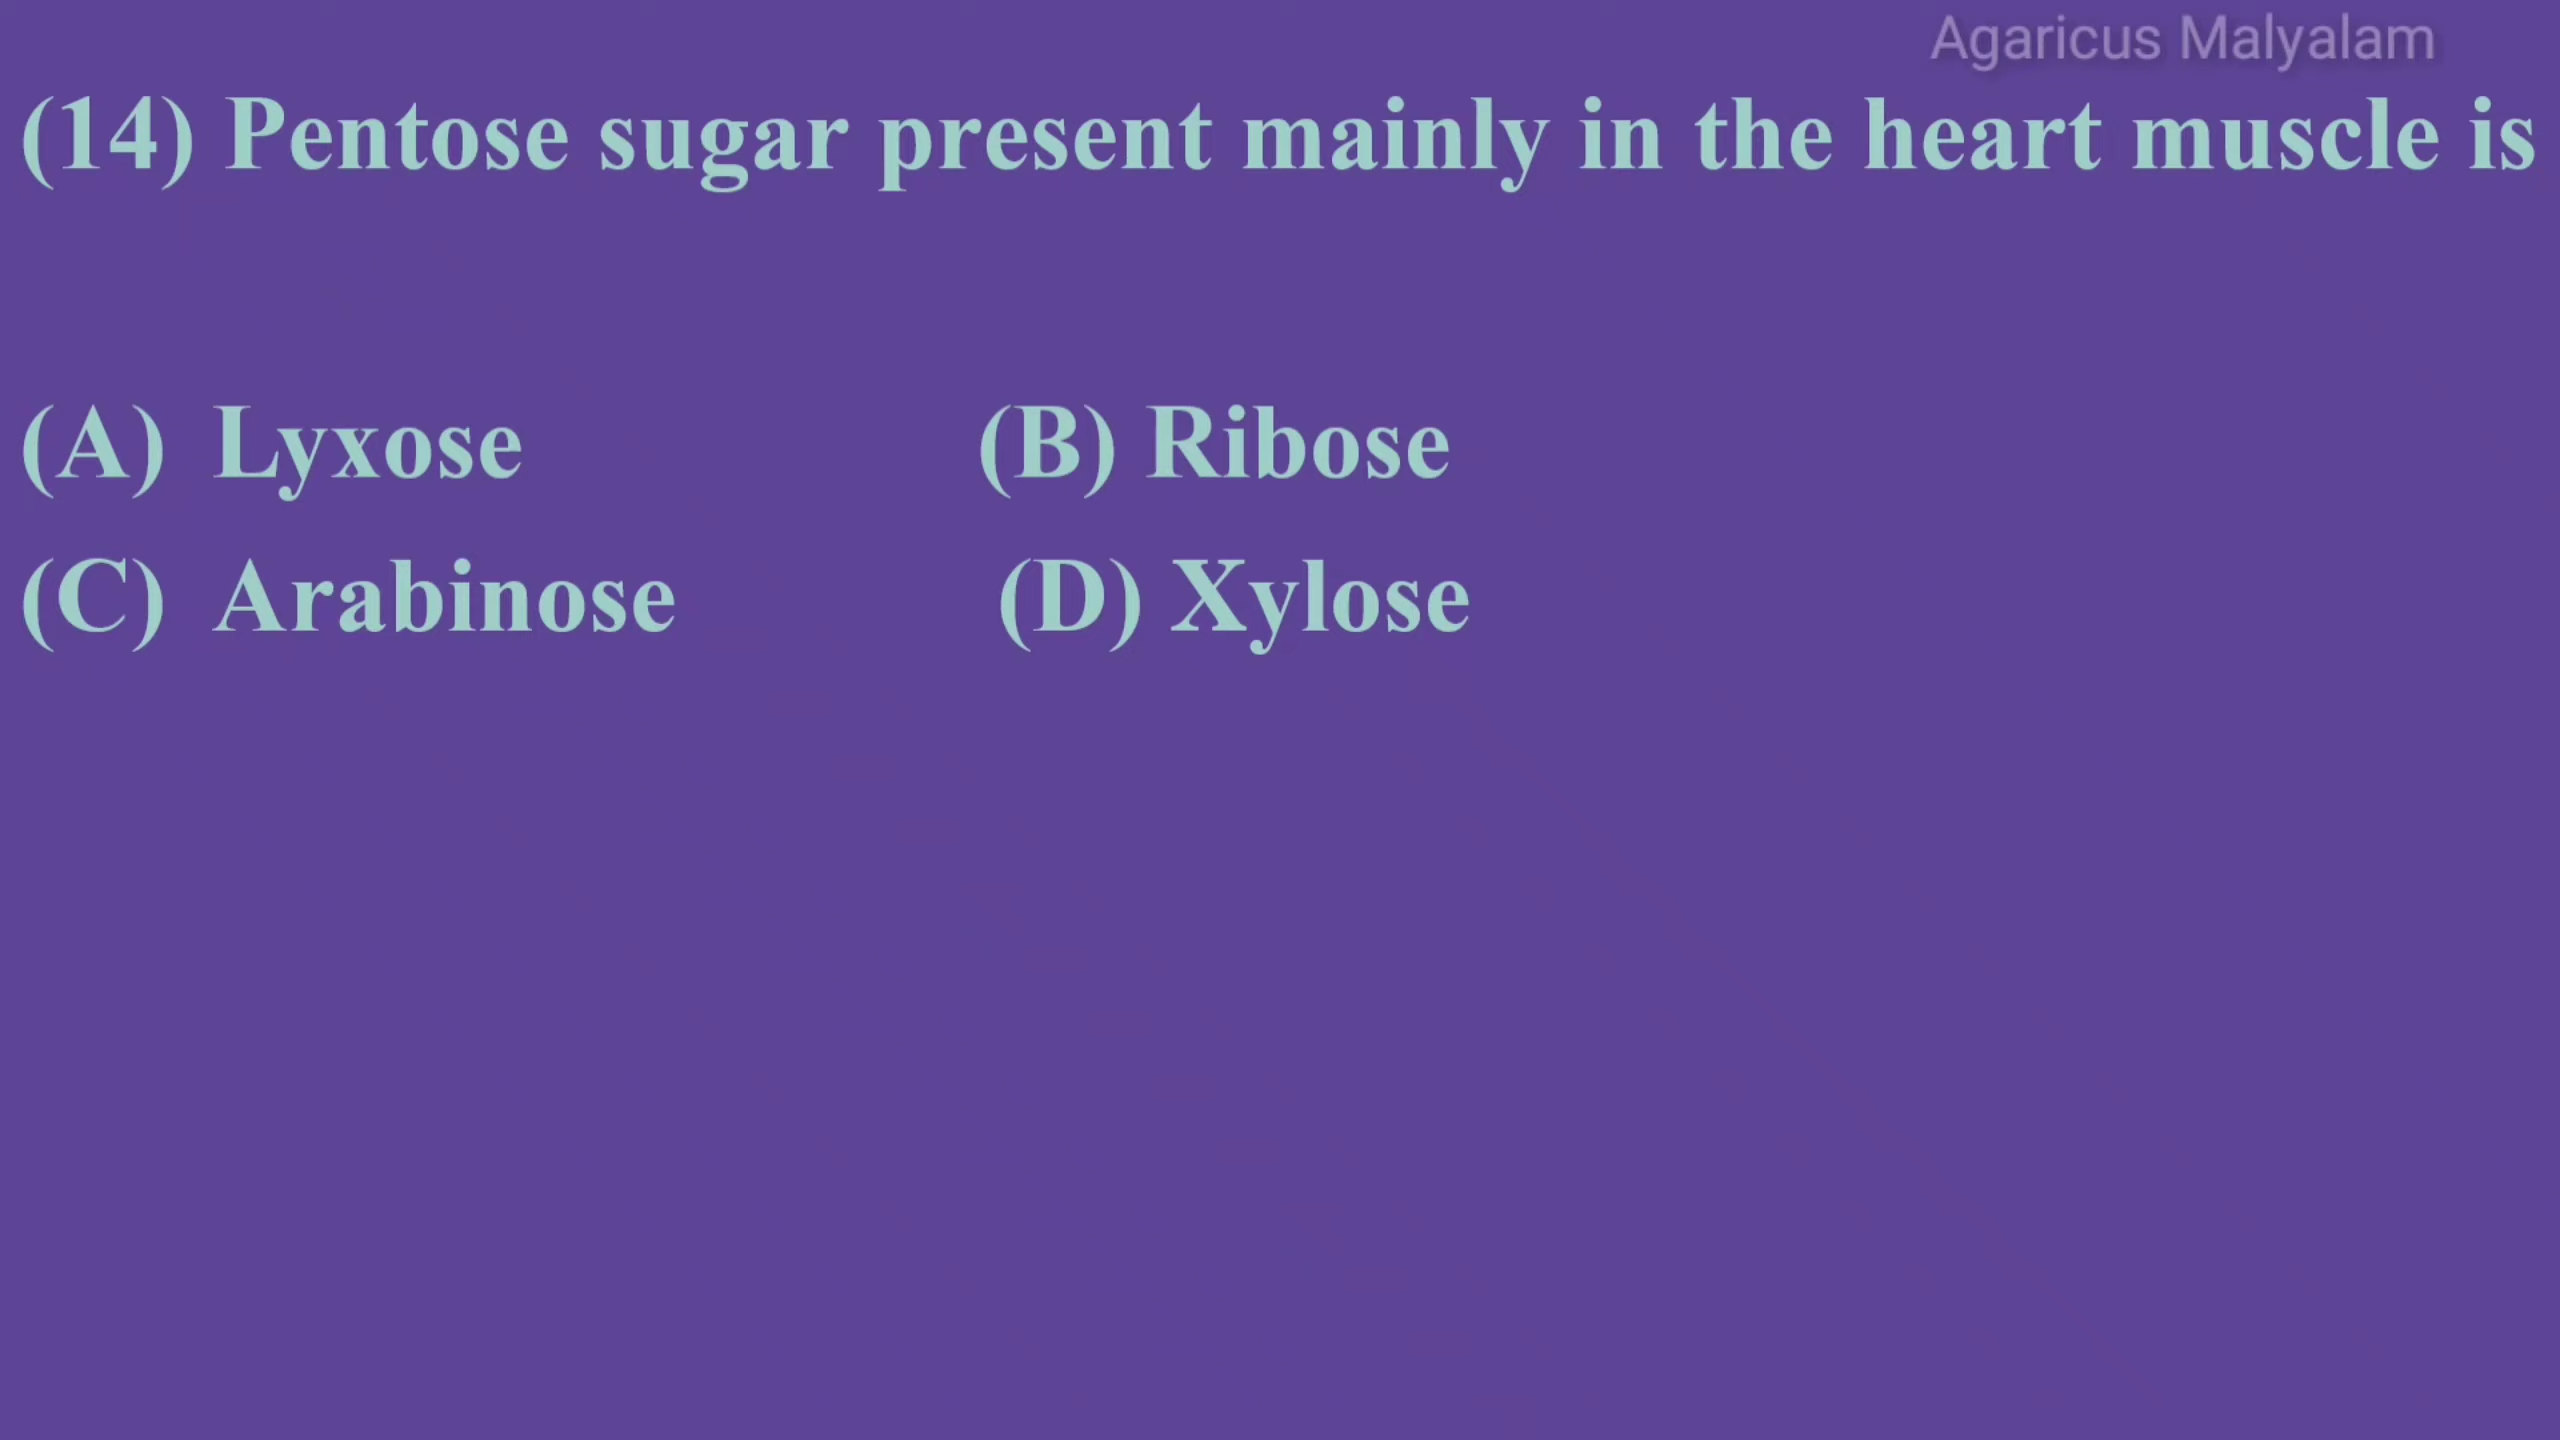 Agaricus Malyalam
(14) Pentose sugar present mainly in the heart muscle is
(A) Lyxose (B) Ribose
(C) Arabinose (D) Xylose